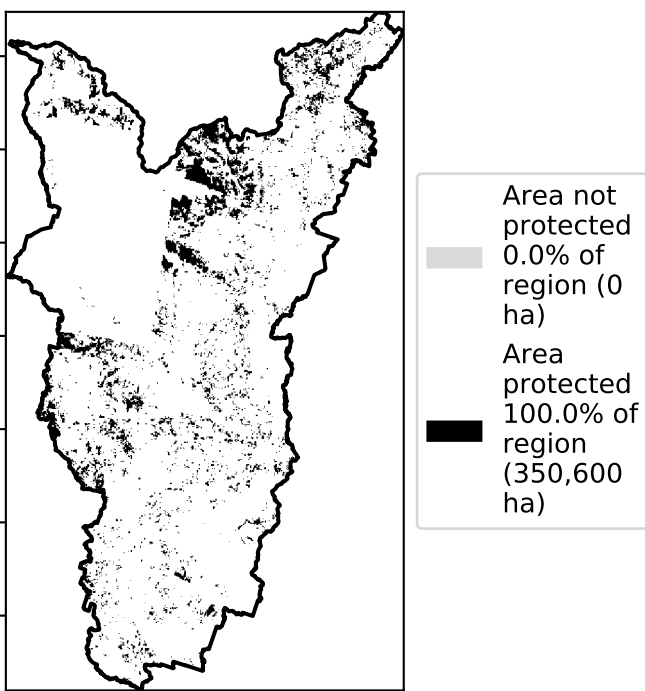 Area not
protected
0.0% of
region (0
ha)
Area
protected
100.0% of
region
(350,600
ha)